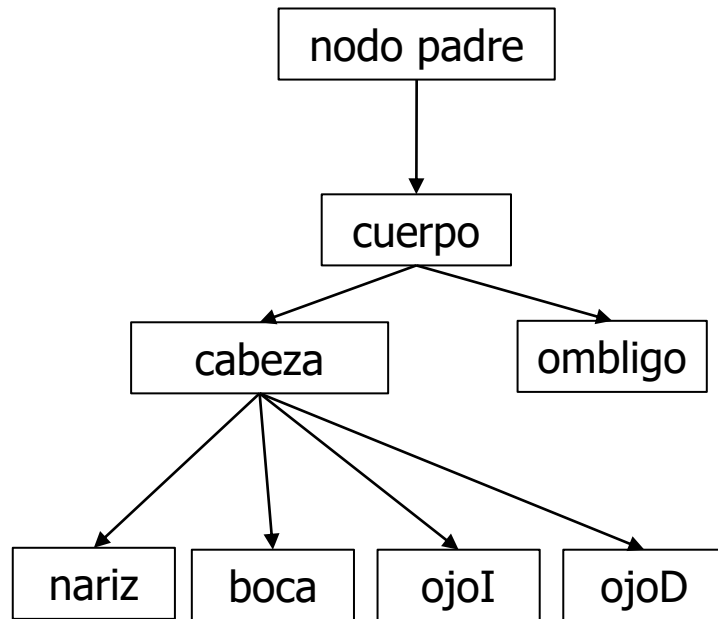 nodo padre
cuerpo
cabeza
ombligo
nariz
boca
ojoI
ojoD